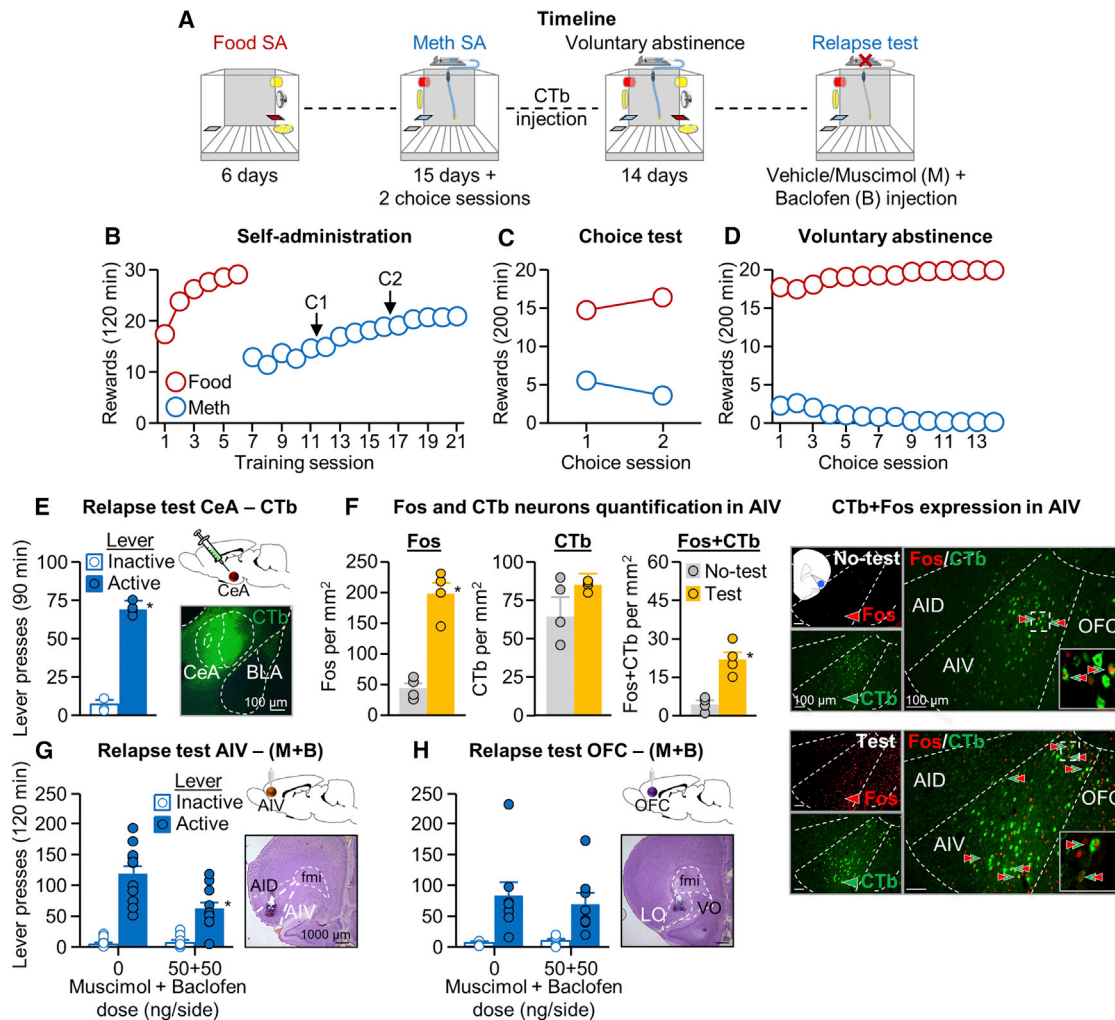 A
Timeline
Food SA
Meth SA
Voluntary abstinence
Relapse test
CTb
injection
6 days
15 days +
2 choice sessions
14 days
Vehicle/Muscimol (M) +
Baclofen (B) injection
B Self-administration
Rewards (120 min)
30
20
10
0
C1
C2
Food
Meth
1 3 5 7 9 11 13 15 17 19 21
Training session
C Choice test
Rewards (200 min)
20
15
10
5
0
1 2
Choice session
D Voluntary abstinence
Rewards (200 min)
20
15
10
5
0
1 3 5 7 9 11 13
Choice session
E Relapse test CeA – CTb
Lever presses (90 min)
Lever
Inactive
Active
100
75
50
25
0
*
CeA
CTb
CeA
BLA
100 µm
F Fos and CTb neurons quantification in AIV
Fos
Fos per mm2
250
200
150
100
50
0
*
CTb
CTb per mm2
100
75
50
25
0
Fos+CTb
Fos+CTb per mm2
60
30
15
0
No-test
Test
*
CTb+Fos expression in AIV
No-test
Fos
CTb
100 µm
Fos/CTb
AID
AIV
OFC
100 µm
Test
Fos
CTb
Fos/CTb
AID
AIV
OFC
G Relapse test AIV – (M+B)
Lever presses (120 min)
Lever
Inactive
Active
250
200
150
100
50
0
*
0 50+50
Muscimol + Baclofen
dose (ng/side)
AIV
AID
fmi
AIV
1000 µm
H Relapse test OFC – (M+B)
250
200
150
100
50
0
0 50+50
Muscimol + Baclofen
dose (ng/side)
OFC
fmi
LO
VO